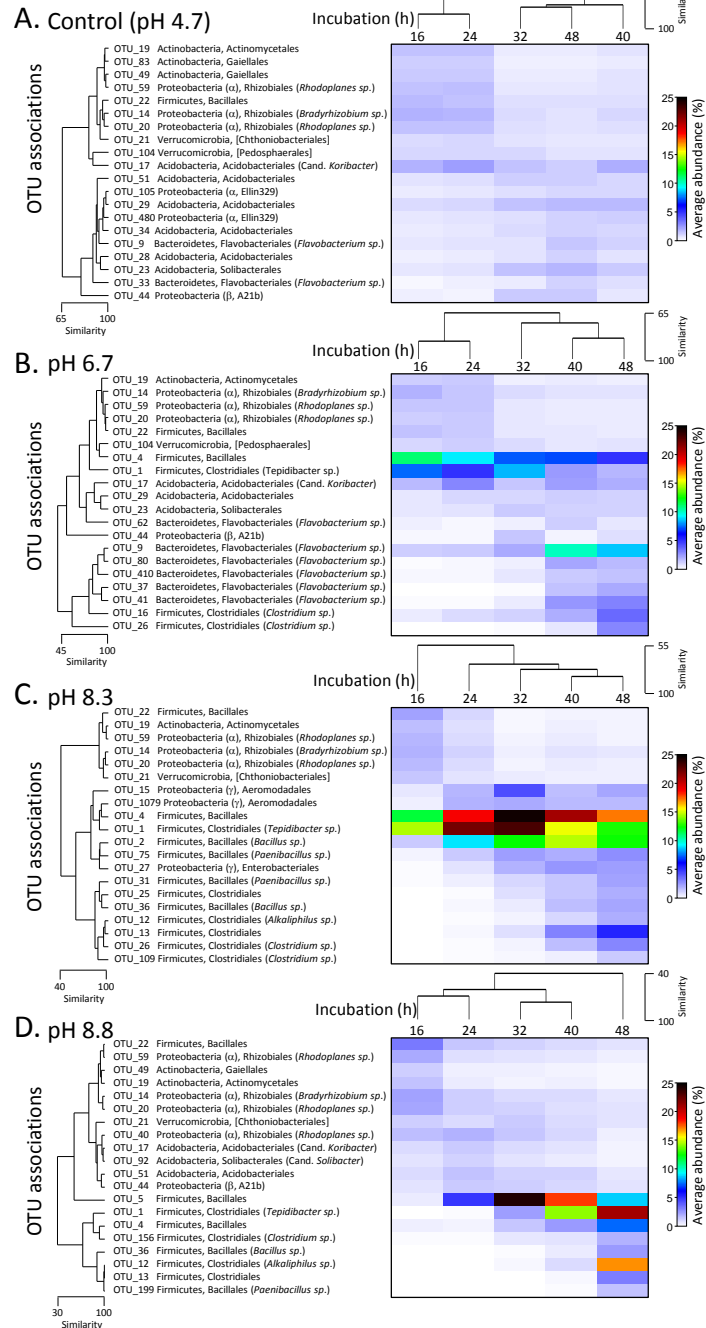 100
Similarity
Incubation (h)
A. Control (pH 4.7)
16 24 32 48 40
OTU associations
OTU_19 Actinobacteria, Actinomycetales
OTU_83 Actinobacteria, Gaiellales
OTU_49 Actinobacteria, Gaiellales
OTU_59 Proteobacteria (α), Rhizobiales (Rhodoplanes sp.)
OTU_22 Firmicutes, Bacillales
OTU_14 Proteobacteria (α), Rhizobiales (Bradyrhizobium sp.)
OTU_20 Proteobacteria (α), Rhizobiales (Rhodoplanes sp.)
OTU_21 Verrucomicrobia, [Chthoniobacteriales]
OTU_104 Verrucomicrobia, [Pedosphaerales]
OTU_17 Acidobacteria, Acidobacteriales (Cand. Koribacter)
OTU_51 Acidobacteria, Acidobacteriales
OTU_105 Proteobacteria (α, Ellin329)
OTU_29 Acidobacteria, Acidobacteriales
OTU_480 Proteobacteria (α, Ellin329)
OTU_34 Acidobacteria, Acidobacteriales
OTU_9 Bacteroidetes, Flavobacteriales (Flavobacterium sp.)
OTU_28 Acidobacteria, Acidobacteriales
OTU_23 Acidobacteria, Solibacterales
OTU_33 Bacteroidetes, Flavobacteriales (Flavobacterium sp.)
OTU_44 Proteobacteria (β, A21b)
25
20
15
10
5
0
Average abundance (%)
65 100
Similarity
65
100
Similarity
Incubation (h)
B. pH 6.7
16 24 32 40 48
OTU associations
OTU_19 Actinobacteria, Actinomycetales
OTU_14 Proteobacteria (α), Rhizobiales (Bradyrhizobium sp.)
OTU_59 Proteobacteria (α), Rhizobiales (Rhodoplanes sp.)
OTU_20 Proteobacteria (α), Rhizobiales (Rhodoplanes sp.)
OTU_22 Firmicutes, Bacillales
OTU_104 Verrucomicrobia, [Pedosphaerales]
OTU_4 Firmicutes, Bacillales
OTU_1 Firmicutes, Clostridiales (Tepidibacter sp.)
OTU_17 Acidobacteria, Acidobacteriales (Cand. Koribacter)
OTU_29 Acidobacteria, Acidobacteriales
OTU_23 Acidobacteria, Solibacterales
OTU_62 Bacteroidetes, Flavobacteriales (Flavobacterium sp.)
OTU_44 Proteobacteria (β, A21b)
OTU_9 Bacteroidetes, Flavobacteriales (Flavobacterium sp.)
OTU_80 Bacteroidetes, Flavobacteriales (Flavobacterium sp.)
OTU_410 Bacteroidetes, Flavobacteriales (Flavobacterium sp.)
OTU_37 Bacteroidetes, Flavobacteriales (Flavobacterium sp.)
OTU_41 Bacteroidetes, Flavobacteriales (Flavobacterium sp.)
OTU_16 Firmicutes, Clostridiales (Clostridium sp.)
OTU_26 Firmicutes, Clostridiales (Clostridium sp.)
25
20
15
10
5
0
Average abundance (%)
45 100
Similarity
55
100
Similarity
Incubation (h)
C. pH 8.3
16 24 32 40 48
OTU associations
OTU_22 Firmicutes, Bacillales
OTU_19 Actinobacteria, Actinomycetales
OTU_59 Proteobacteria (α), Rhizobiales (Rhodoplanes sp.)
OTU_14 Proteobacteria (α), Rhizobiales (Bradyrhizobium sp.)
OTU_20 Proteobacteria (α), Rhizobiales (Rhodoplanes sp.)
OTU_21 Verrucomicrobia, [Chthoniobacteriales]
OTU_15 Proteobacteria (γ), Aeromodadales
OTU_1079 Proteobacteria (γ), Aeromodadales
OTU_4 Firmicutes, Bacillales
OTU_1 Firmicutes, Clostridiales (Tepidibacter sp.)
OTU_2 Firmicutes, Bacillales (Bacillus sp.)
OTU_75 Firmicutes, Bacillales (Paenibacillus sp.)
OTU_27 Proteobacteria (γ), Enterobacteriales
OTU_31 Firmicutes, Bacillales (Paenibacillus sp.)
OTU_25 Firmicutes, Clostridiales
OTU_36 Firmicutes, Bacillales (Bacillus sp.)
OTU_12 Firmicutes, Clostridiales (Alkaliphilus sp.)
OTU_13 Firmicutes, Clostridiales
OTU_26 Firmicutes, Clostridiales (Clostridium sp.)
OTU_109 Firmicutes, Clostridiales (Clostridium sp.)
25
20
15
10
5
0
Average abundance (%)
40 100
Similarity
40
100
Similarity
Incubation (h)
D. pH 8.8
16 24 32 40 48
OTU associations
OTU_22 Firmicutes, Bacillales
OTU_59 Proteobacteria (α), Rhizobiales (Rhodoplanes sp.)
OTU_49 Actinobacteria, Gaiellales
OTU_19 Actinobacteria, Actinomycetales
OTU_14 Proteobacteria (α), Rhizobiales (Bradyrhizobium sp.)
OTU_20 Proteobacteria (α), Rhizobiales (Rhodoplanes sp.)
OTU_21 Verrucomicrobia, [Chthoniobacteriales]
OTU_40 Proteobacteria (α), Rhizobiales (Rhodoplanes sp.)
OTU_17 Acidobacteria, Acidobacteriales (Cand. Koribacter)
OTU_92 Acidobacteria, Solibacterales (Cand. Solibacter)
OTU_51 Acidobacteria, Acidobacteriales
OTU_44 Proteobacteria (β, A21b)
OTU_5 Firmicutes, Bacillales
OTU_1 Firmicutes, Clostridiales (Tepidibacter sp.)
OTU_4 Firmicutes, Bacillales
OTU_156 Firmicutes, Clostridiales (Clostridium sp.)
OTU_36 Firmicutes, Bacillales (Bacillus sp.)
OTU_12 Firmicutes, Clostridiales (Alkaliphilus sp.)
OTU_13 Firmicutes, Clostridiales
OTU_199 Firmicutes, Bacillales (Paenibacillus sp.)
25
20
15
10
5
0
Average abundance (%)
30 100
Similarity